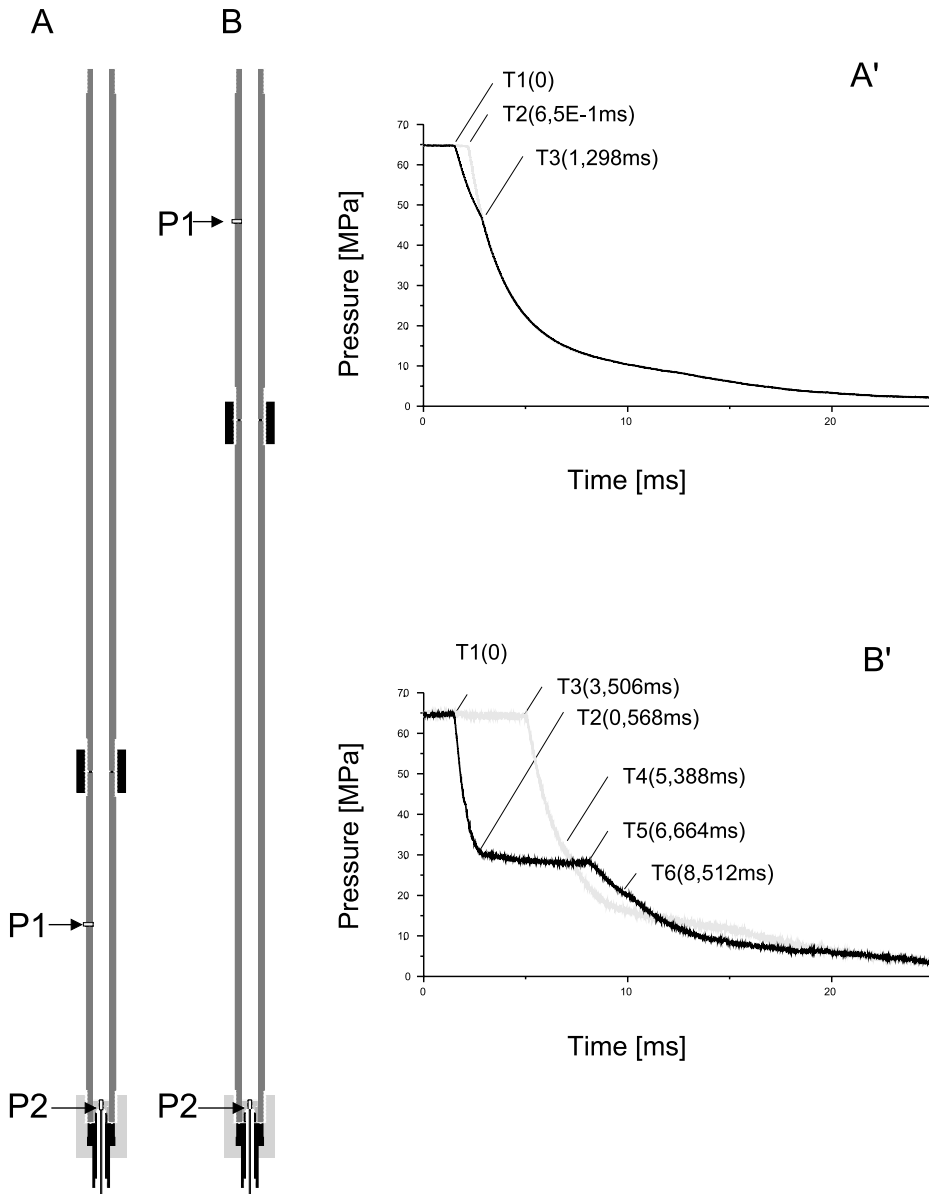 A
B
P1
P1
P2
P2
A'
T1(0)
T2(6,5E-1ms)
T3(1,298ms)
Pressure [MPa]
70
60
50
40
30
20
10
0
0
10
20
Time [ms]
B'
T1(0)
T3(3,506ms)
T2(0,568ms)
T4(5,388ms)
T5(6,664ms)
T6(8,512ms)
Pressure [MPa]
70
60
50
40
30
20
10
0
0
10
20
Time [ms]